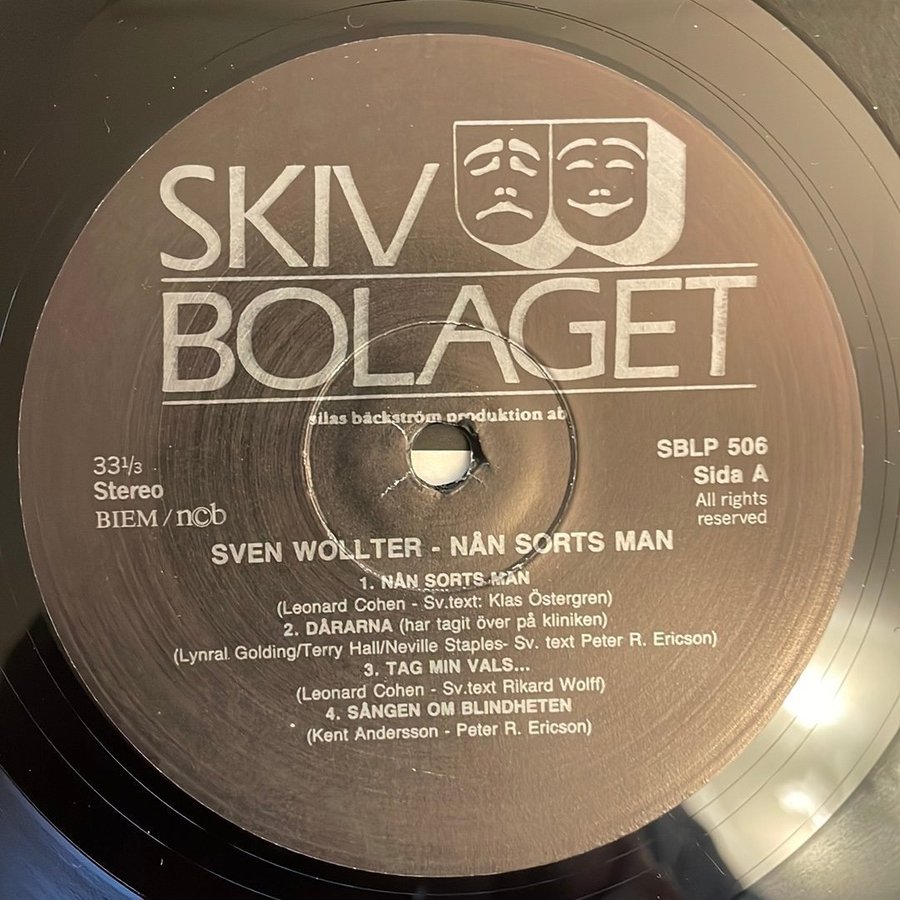 SKIV
BOLAGET
silas bäckström produktion ab
33 1/3
Stereo
BIEM / n©b
SBLP 506
Sida A
All rights
reserved
SVEN WOLLTER - NÅN SORTS MAN
1. NÅN SORTS MAN
(Leonard Cohen - Sv.text: Klas Östergren)
2. DÅRARNA (har tagit över på kliniken)
(Lynral Golding/Terry Hall/Neville Staples- Sv. text Peter R. Ericson)
3. TAG MIN VALS...
(Leonard Cohen - Sv.text Rikard Wolff)
4. SÅNGEN OM BLINDHETEN
(Kent Andersson - Peter R. Ericson)